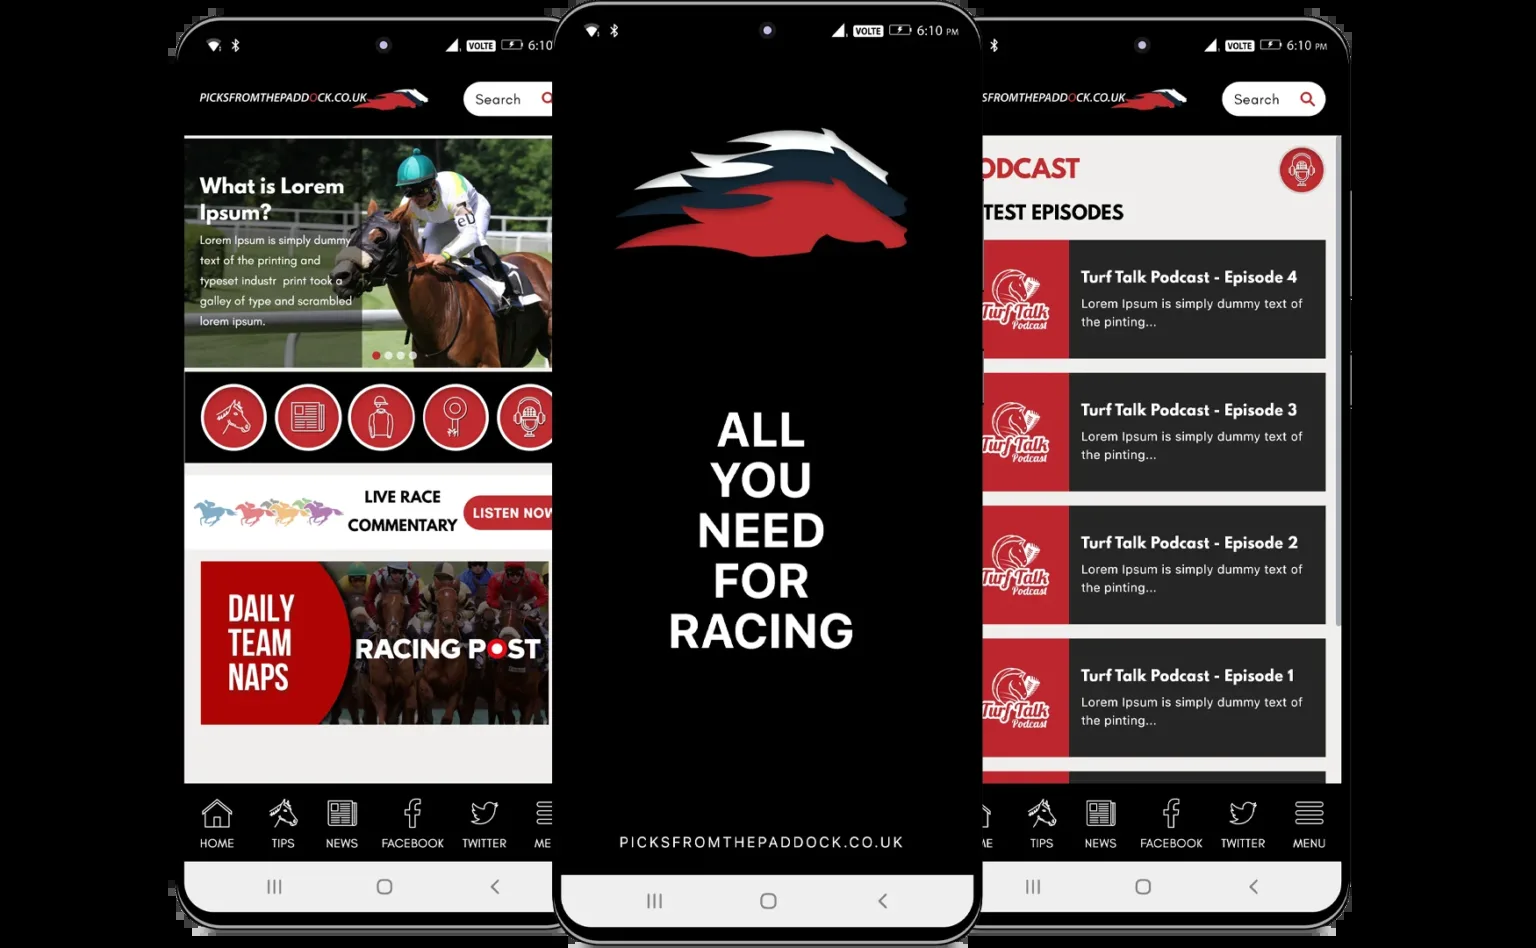 VOLTE
6:10
PICKSFROMTHEPADDOCK.CO.UK
Search
What is Lorem
Ipsum?
Lorem Ipsum is simply dummy
text of the printing and
typeset industr print took a
galley of type and scrambled
lorem ipsum.
eD
LIVE RACE
COMMENTARY
LISTEN NOW
DAILY
TEAM
NAPS
RACING POST
HOME
TIPS
NEWS
FACEBOOK
TWITTER
ME
VOLTE
6:10 PM
ALL
YOU
NEED
FOR
RACING
PICKSFROMTHEPADDOCK.CO.UK
VOLTE
6:10 PM
SFROMTHEPADDOCK.CO.UK
Search
ODCAST
TEST EPISODES
Turf Talk
Podcast
Turf Talk Podcast - Episode 4
Lorem Ipsum is simply dummy text of
the pinting...
Turf Talk
Podcast
Turf Talk Podcast - Episode 3
Lorem Ipsum is simply dummy text of
the pinting...
Turf Talk
Podcast
Turf Talk Podcast - Episode 2
Lorem Ipsum is simply dummy text of
the pinting...
Turf Talk
Podcast
Turf Talk Podcast - Episode 1
Lorem Ipsum is simply dummy text of
the pinting...
ME
TIPS
NEWS
FACEBOOK
TWITTER
MENU